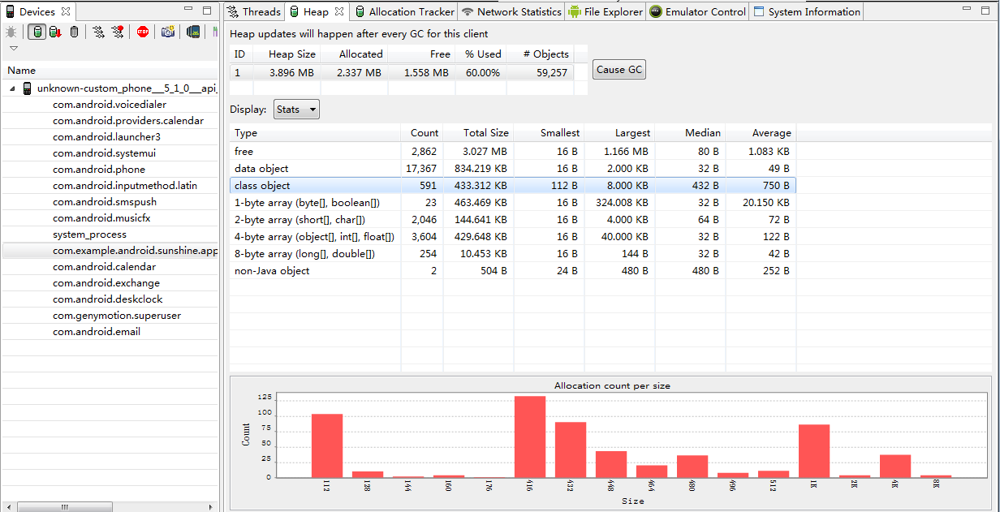 Devices
Name
unknown-custom_phone__5_1_0__api_
com.android.voicedialer
com.android.providers.calendar
com.android.launcher3
com.android.systemui
com.android.phone
com.android.inputmethod.latin
com.android.smspush
com.android.musicfx
system_process
com.example.android.sunshine.app
com.android.calendar
com.android.exchange
com.android.deskclock
com.genymotion.superuser
com.android.email
Threads Heap Allocation Tracker Network Statistics File Explorer Emulator Control System Information
Heap updates will happen after every GC for this client
ID Heap Size Allocated Free % Used # Objects
1 3.896 MB 2.337 MB 1.558 MB 60.00% 59,257
Cause GC
Display: Stats
Type Count Total Size Smallest Largest Median Average
free 2,862 3.027 MB 16 B 1.166 MB 80 B 1.083 KB
data object 17,367 834.219 KB 16 B 2.000 KB 32 B 49 B
class object 591 433.312 KB 112 B 8.000 KB 432 B 750 B
1-byte array (byte[], boolean[]) 23 463.469 KB 16 B 324.008 KB 32 B 20.150 KB
2-byte array (short[], char[]) 2,046 144.641 KB 16 B 4.000 KB 64 B 72 B
4-byte array (object[], int[], float[]) 3,604 429.648 KB 16 B 40.000 KB 32 B 122 B
8-byte array (long[], double[]) 254 10.453 KB 16 B 144 B 32 B 42 B
non-Java object 2 504 B 24 B 480 B 480 B 252 B
Allocation count per size
Count
125
100
75
50
25
0
112 128 144 160 176 416 432 448 464 480 496 512 1K 2K 4K 8K
Size
STOP